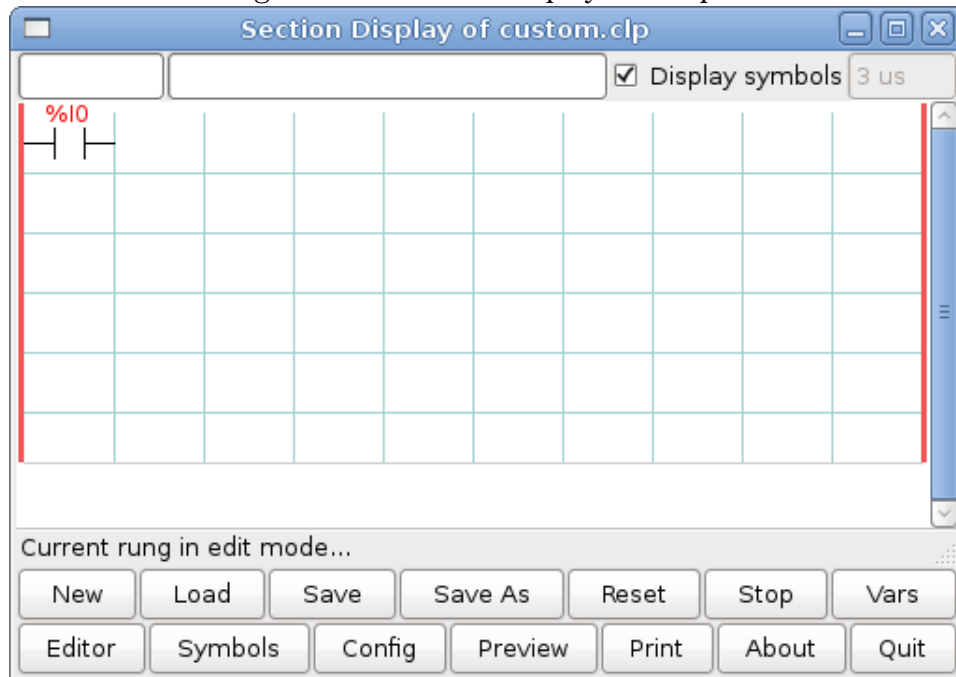 Section Display of custom.clp
Display symbols 3 us
%I0
Current rung in edit mode...
New Load Save Save As Reset Stop Vars
Editor Symbols Config Preview Print About Quit